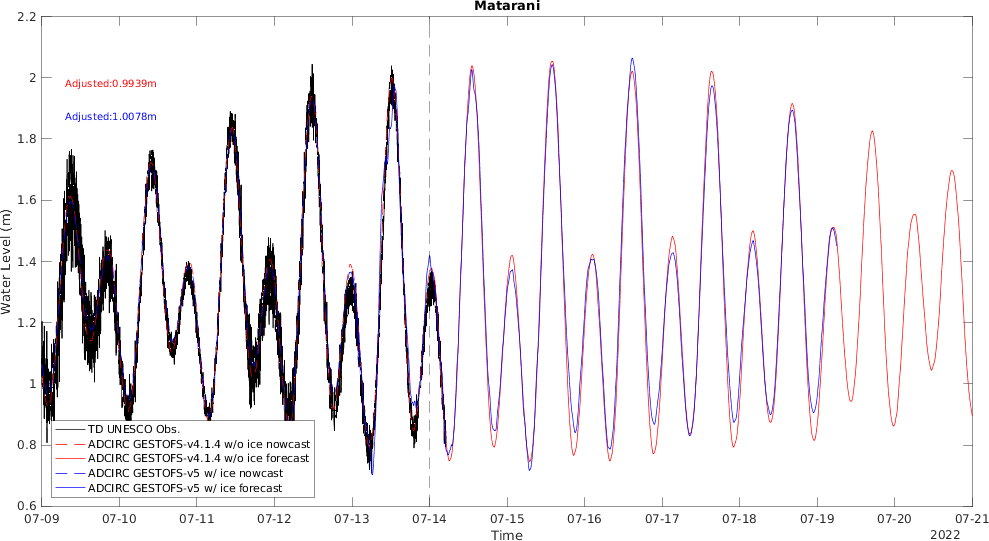 Matarani
2.2
2
1.8
1.6
1.4
1.2
1
0.8
0.6
Water Level (m)
Adjusted:0.9939m
Adjusted:1.0078m
TD UNESCO Obs.
ADCIRC GESTOFS-v4.1.4 w/o ice nowcast
ADCIRC GESTOFS-v4.1.4 w/o ice forecast
ADCIRC GESTOFS-v5 w/ ice nowcast
ADCIRC GESTOFS-v5 w/ ice forecast
07-09 07-10 07-11 07-12 07-13 07-14 07-15 07-16 07-17 07-18 07-19 07-20 07-21
Time
2022